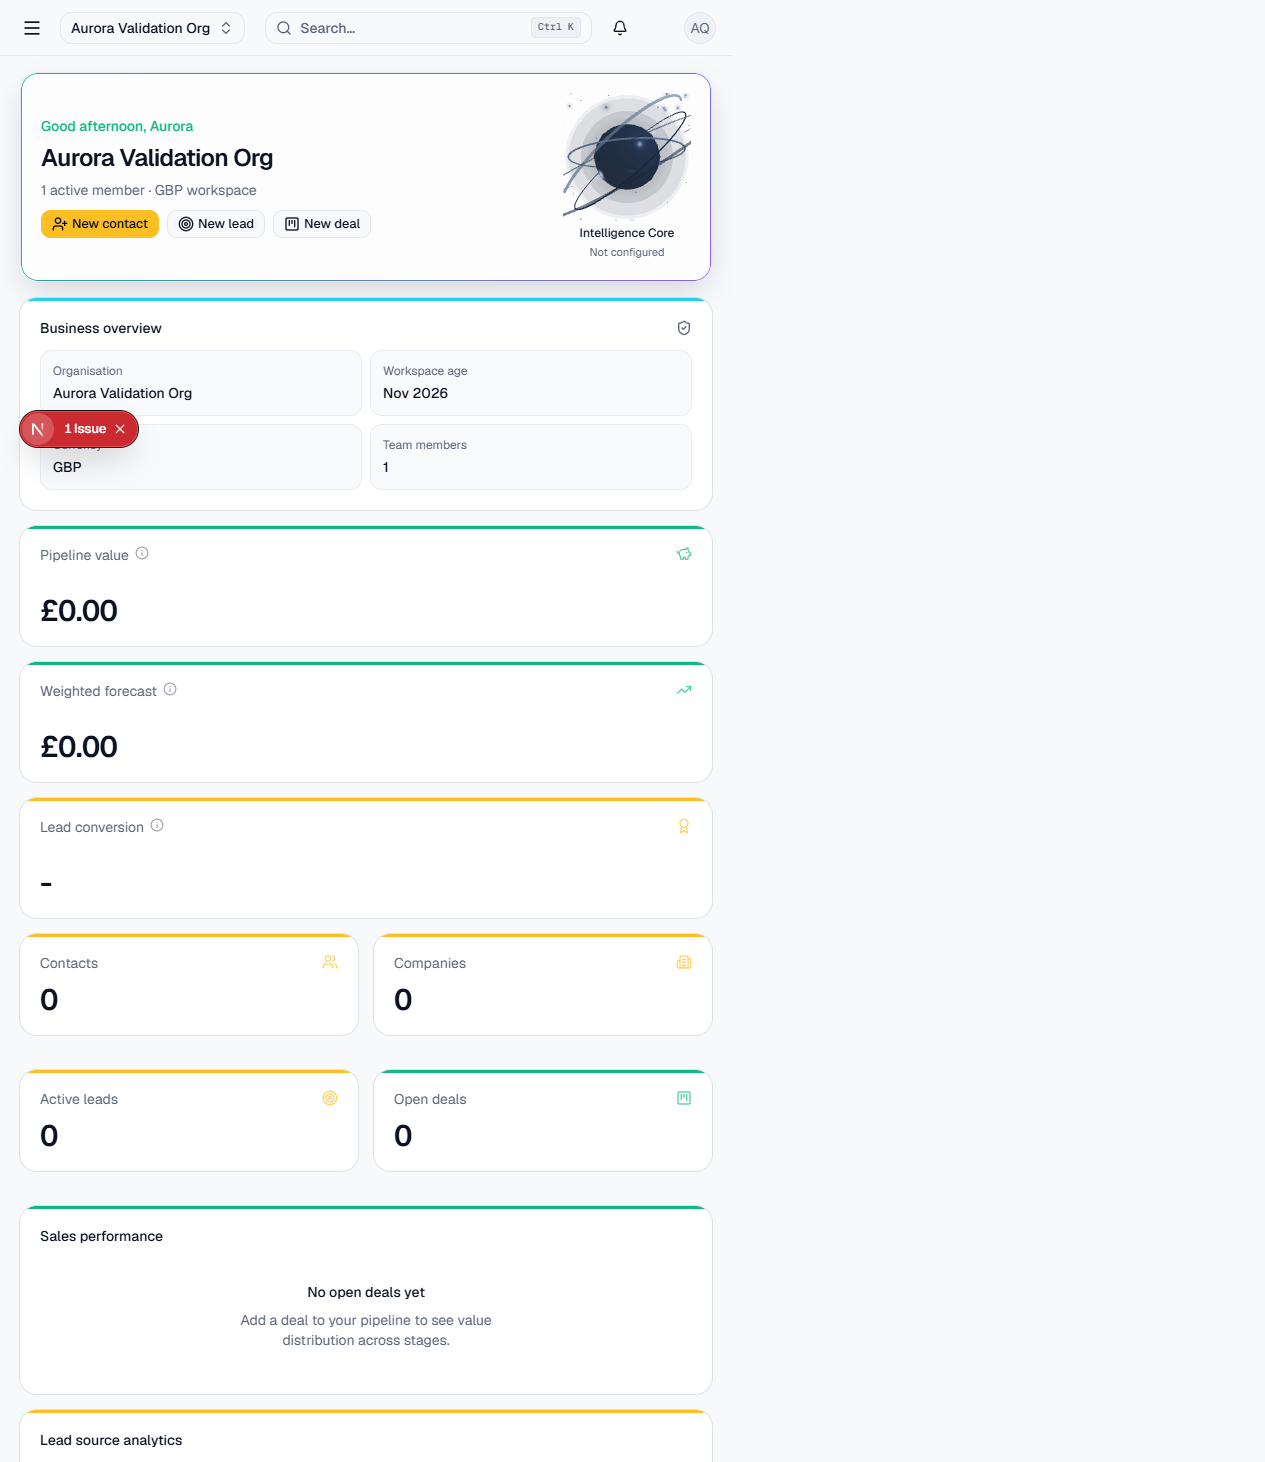 Aurora Validation Org
Search...
Ctrl K
AQ
Good afternoon, Aurora
Aurora Validation Org
1 active member · GBP workspace
New contact
New lead
New deal
Intelligence Core
Not configured
Business overview
Organisation
Aurora Validation Org
Workspace age
Nov 2026
N
1 Issue
GBP
Team members
1
Pipeline value
£0.00
Weighted forecast
£0.00
Lead conversion
-
Contacts
0
Companies
0
Active leads
0
Open deals
0
Sales performance
No open deals yet
Add a deal to your pipeline to see value
distribution across stages.
Lead source analytics